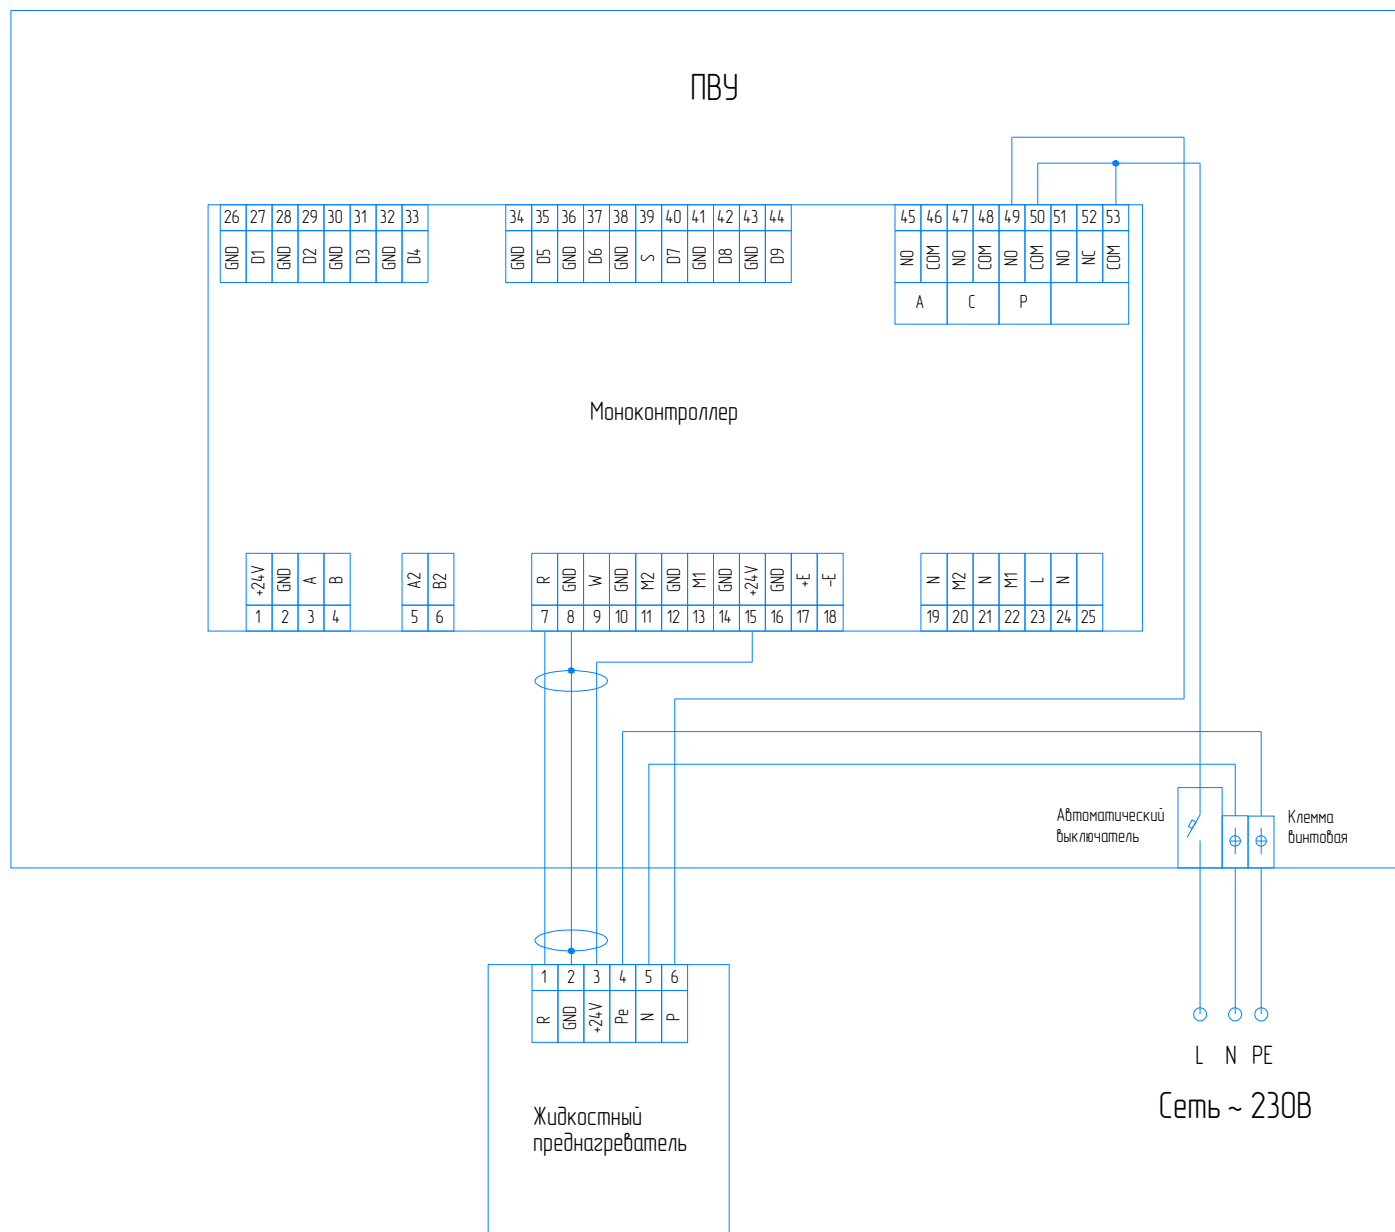 ПВУ
26 27 28 29 30 31 32 33 34 35 36 37 38 39 40 41 42 43 44 45 46 47 48 49 50 51 52 53
GND D1 GND D2 GND D3 GND D4 GND D5 GND D6 GND S D7 GND D8 GND D9 NO COM NO COM NO COM NO NC COM
A C P
Моноконтроллер
+24V GND A B A2 B2 R GND W GND M2 GND M1 GND +24V GND +E -E N M2 N M1 L N
1 2 3 4 5 6 7 8 9 10 11 12 13 14 15 16 17 18 19 20 21 22 23 24 25
Автоматический
выключатель
Клемма
винтовая
1 2 3 4 5 6
R GND +24V Pe N P
L N PE
Сеть ~ 230В
Жидкостный
преднагреватель